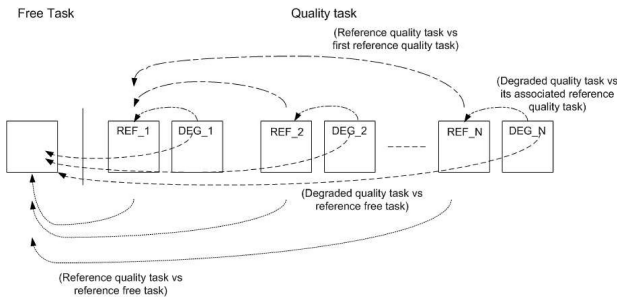 Free Task
Quality task
(Reference quality task vs
first reference quality task)
(Degraded quality task vs
its associated reference
quality task)
REF_1
DEG_1
REF_2
DEG_2
REF_N
DEG_N
(Degraded quality task vs
reference free task)
(Reference quality task vs
reference free task)